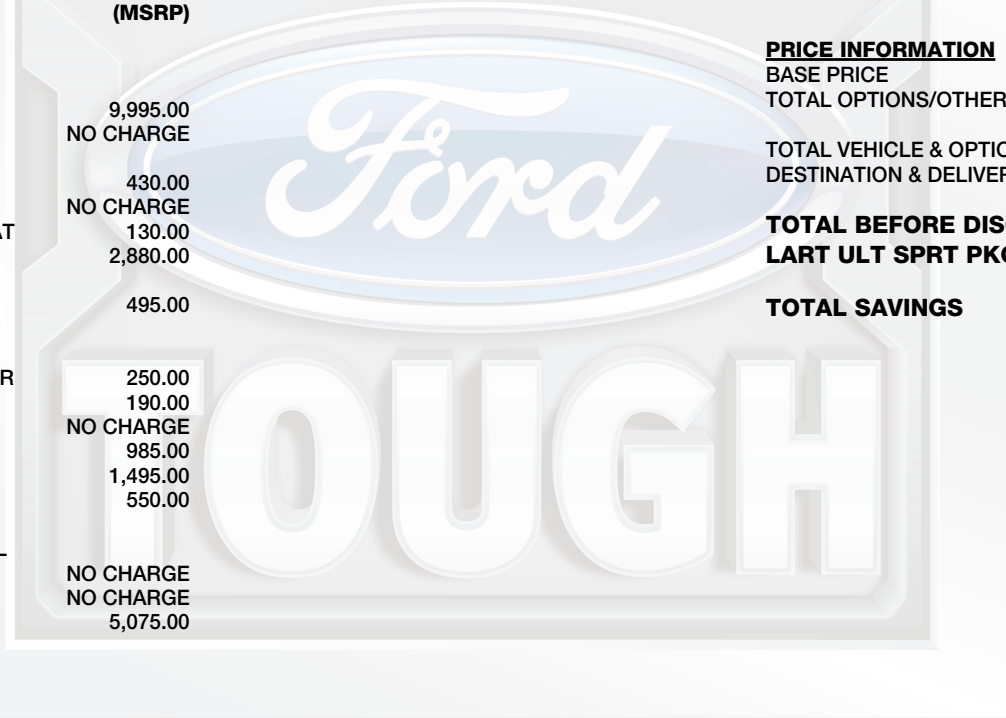 (MSRP)
9,995.00
NO CHARGE
430.00
NO CHARGE
AT 130.00
2,880.00
495.00
R 250.00
190.00
NO CHARGE
985.00
1,495.00
550.00
NO CHARGE
NO CHARGE
5,075.00
PRICE INFORMATION
BASE PRICE
TOTAL OPTIONS/OTHER
TOTAL VEHICLE & OPTIO
DESTINATION & DELIVER
TOTAL BEFORE DIS
LART ULT SPRT PK
TOTAL SAVINGS
Ford
TOUGH